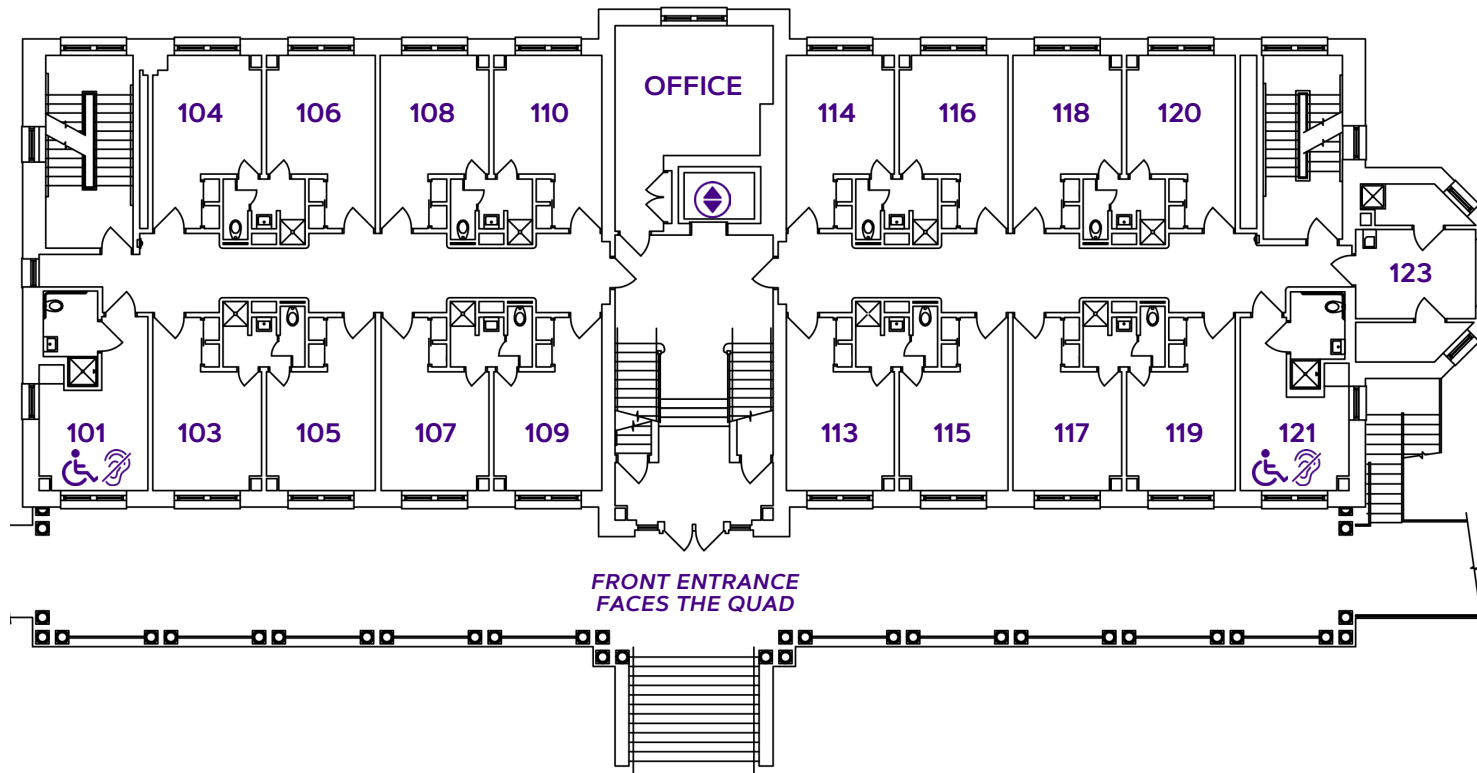 OFFICE
104 106 108 110 114 116 118 120
123
101 103 105 107 109 113 115 117 119 121
FRONT ENTRANCE
FACES THE QUAD